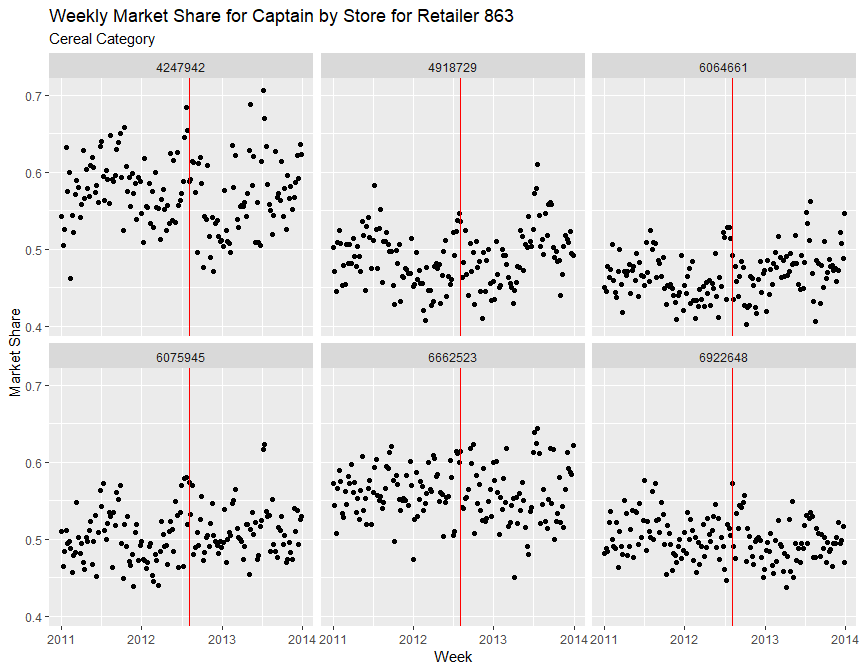 Weekly Market Share for Captain by Store for Retailer 863
Cereal Category
4247942 4918729 6064661
0.7
0.6
0.5
0.4
6075945 6662523 6922648
0.7
0.6
0.5
0.4
2011 2012 2013 2014 2011 2012 2013 2014 2011 2012 2013 2014
Market Share
Week